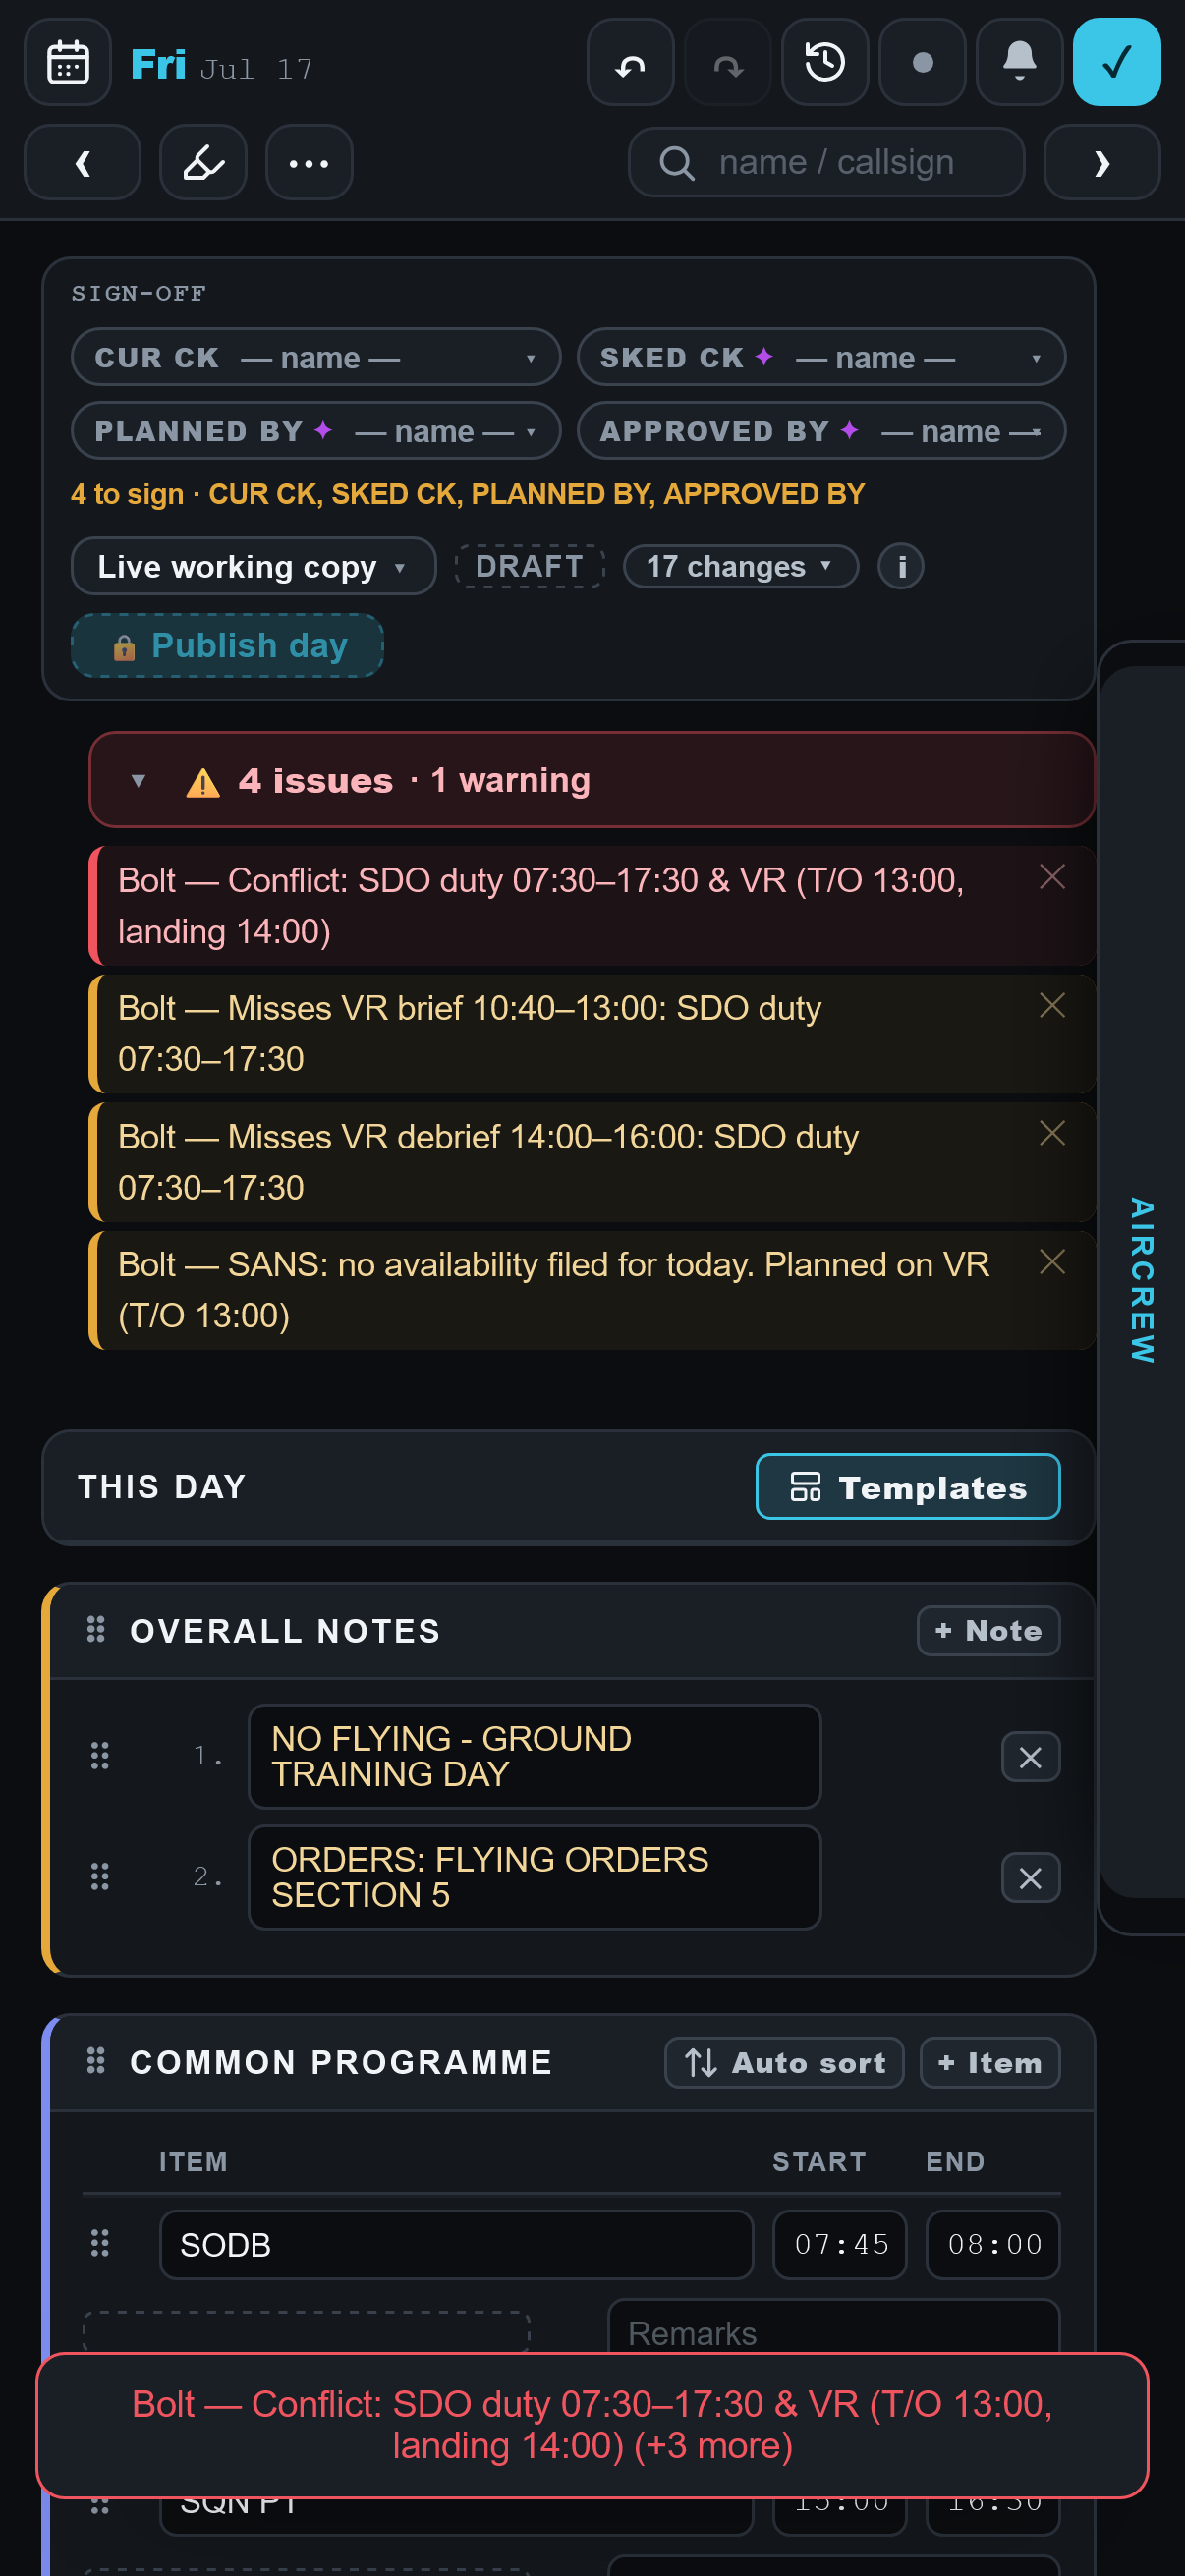 Fri Jul 17
name / callsign
SIGN-OFF
CUR CK — name —
SKED CK ✦ — name —
PLANNED BY ✦ — name —
APPROVED BY ✦ — name —
4 to sign · CUR CK, SKED CK, PLANNED BY, APPROVED BY
Live working copy
DRAFT
17 changes
i
Publish day
4 issues · 1 warning
Bolt — Conflict: SDO duty 07:30–17:30 & VR (T/O 13:00,
landing 14:00)
Bolt — Misses VR brief 10:40–13:00: SDO duty
07:30–17:30
Bolt — Misses VR debrief 14:00–16:00: SDO duty
07:30–17:30
Bolt — SANS: no availability filed for today. Planned on VR
(T/O 13:00)
AIRCREW
THIS DAY
Templates
OVERALL NOTES
+ Note
1. NO FLYING - GROUND
TRAINING DAY
2. ORDERS: FLYING ORDERS
SECTION 5
COMMON PROGRAMME
Auto sort
+ Item
ITEM START END
SODB 07:45 08:00
Remarks
Bolt — Conflict: SDO duty 07:30–17:30 & VR (T/O 13:00,
landing 14:00) (+3 more)
SQN PT 15:00 16:30